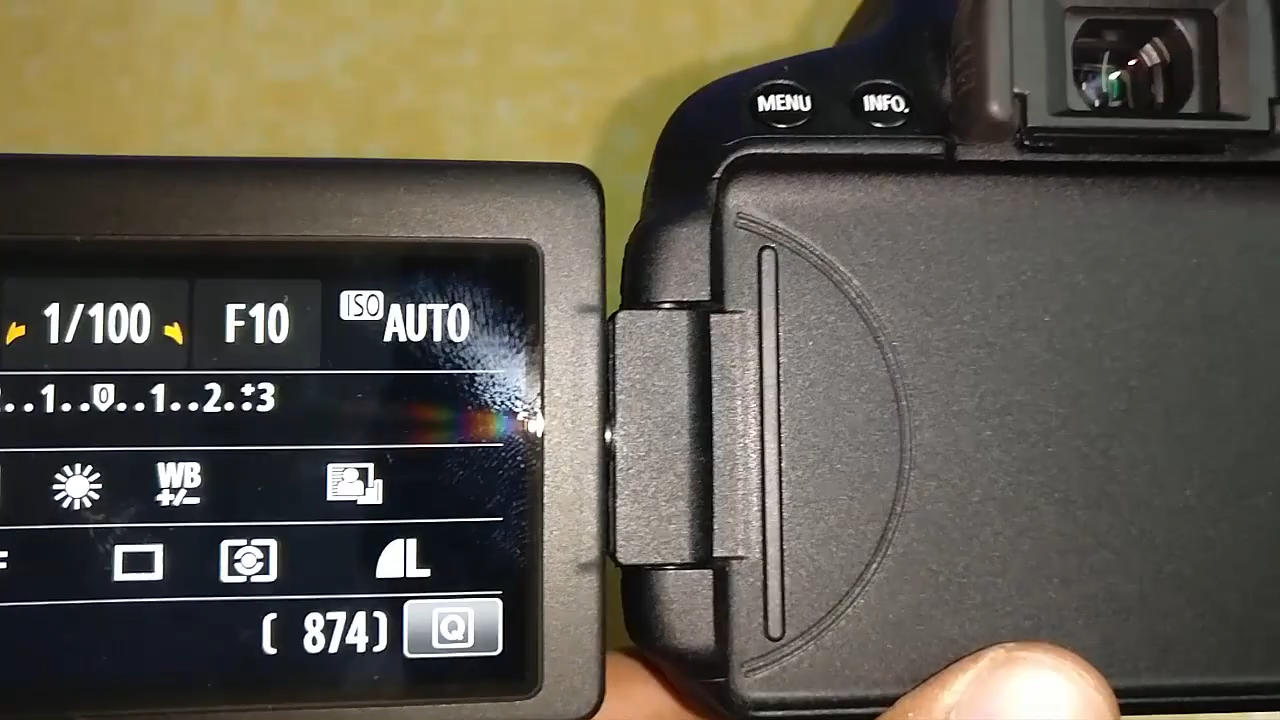 MENU INFO.
1/100 F10 ISO AUTO
..1..0..1..2.:±3
WB
+/−
L
( 874) Q